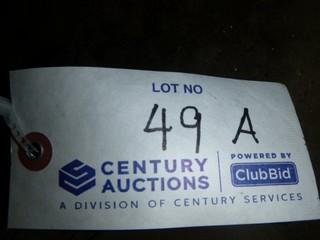 LOT NO
49 A
CENTURY AUCTIONS
POWERED BY
ClubBid
A DIVISION OF CENTURY SERVICES